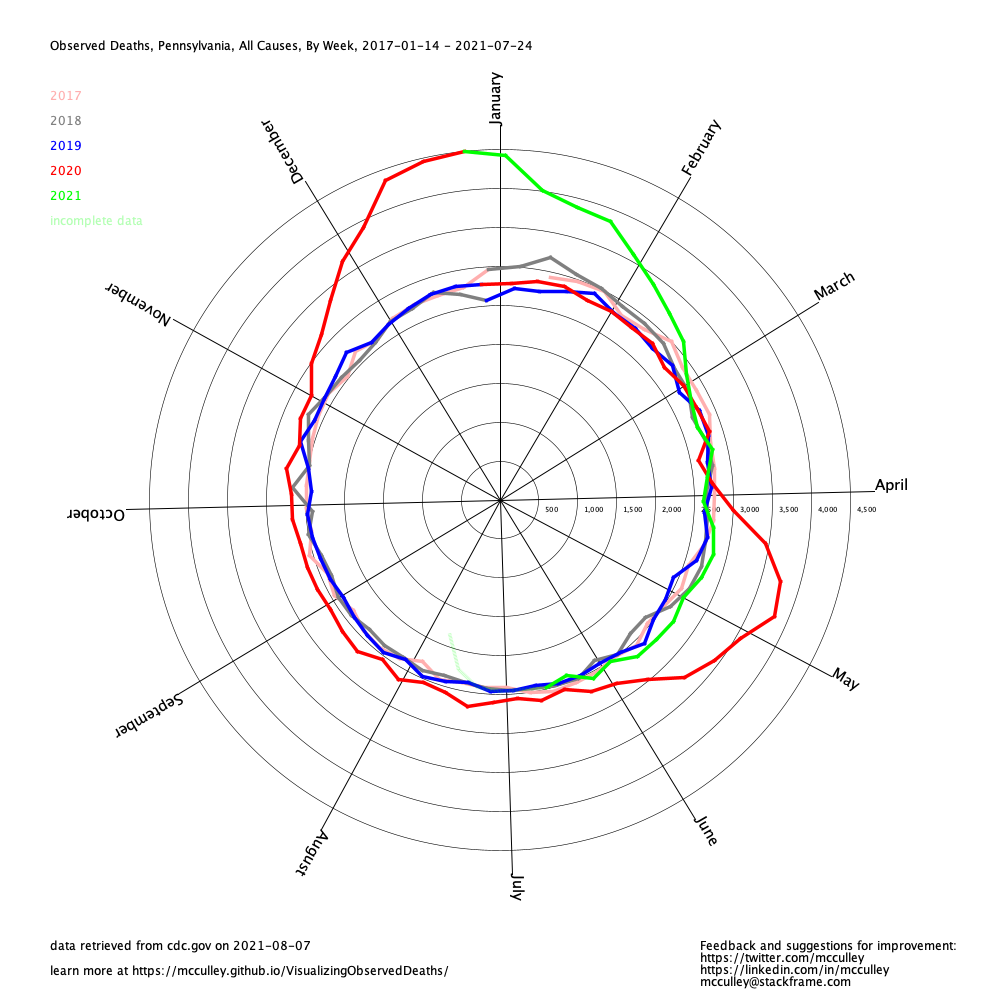 Observed Deaths, Pennsylvania, All Causes, By Week, 2017-01-14 - 2021-07-24
2017
2018
2019
2020
2021
incomplete data
January
February
March
April
May
June
July
August
September
October
November
December
500
1,000
1,500
2,000
2,500
3,000
3,500
4,000
4,500
data retrieved from cdc.gov on 2021-08-07
learn more at https://mcculley.github.io/VisualizingObservedDeaths/
Feedback and suggestions for improvement:
https://twitter.com/mcculley
https://linkedin.com/in/mcculley
mcculley@stackframe.com